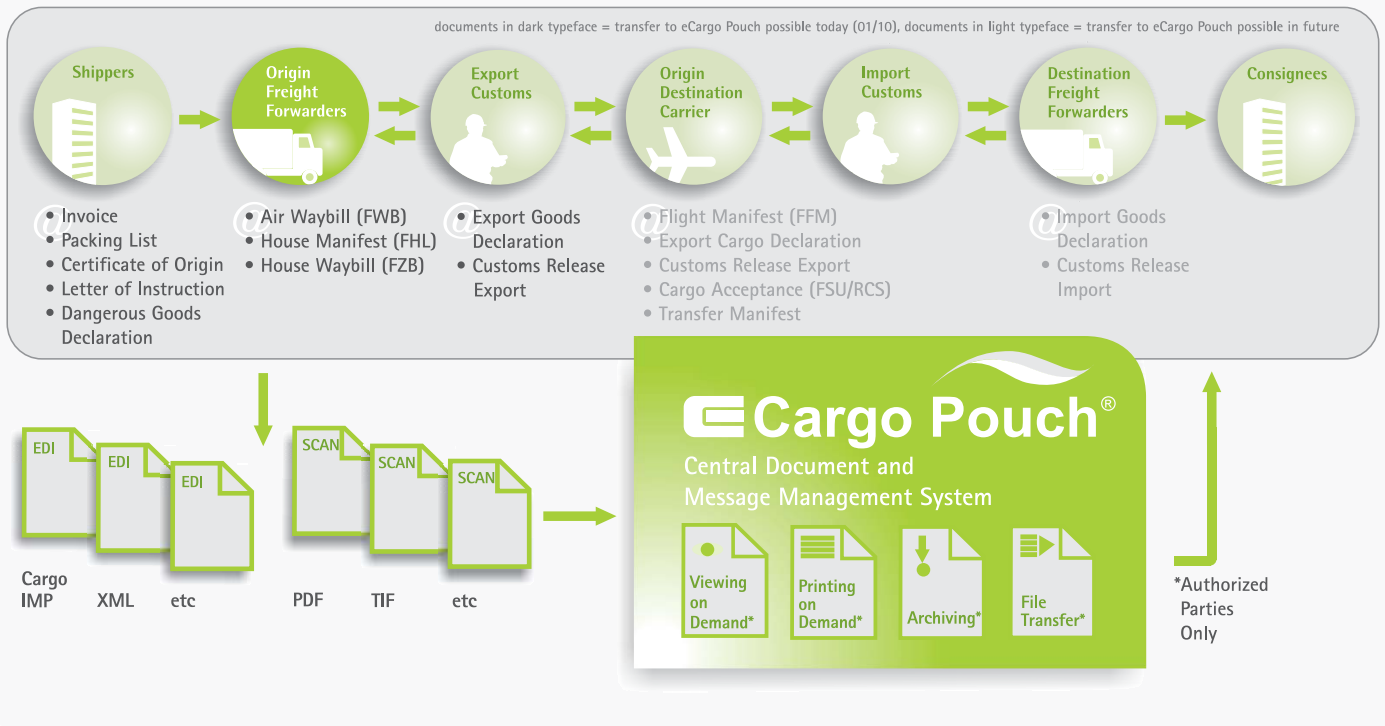 documents in dark typeface = transfer to eCargo Pouch possible today (01/10), documents in light typeface = transfer to eCargo Pouch possible in future
Shippers
Origin
Freight
Forwarders
Export
Customs
Origin
Destination
Carrier
Import
Customs
Destination
Freight
Forwarders
Consignees
@
• Invoice
• Packing List
• Certificate of Origin
• Letter of Instruction
• Dangerous Goods
Declaration
@
• Air Waybill (FWB)
• House Manifest (FHL)
• House Waybill (FZB)
@
• Export Goods
Declaration
• Customs Release
Export
@
• Flight Manifest (FFM)
• Export Cargo Declaration
• Customs Release Export
• Cargo Acceptance (FSU/RCS)
• Transfer Manifest
@
• Import Goods
Declaration
• Customs Release
Import
EDI
EDI
EDI
Cargo
IMP
XML
etc
SCAN
SCAN
SCAN
PDF
TIF
etc
E Cargo Pouch®
Central Document and
Message Management System
Viewing
on
Demand*
Printing
on
Demand*
Archiving*
File
Transfer*
*Authorized
Parties
Only